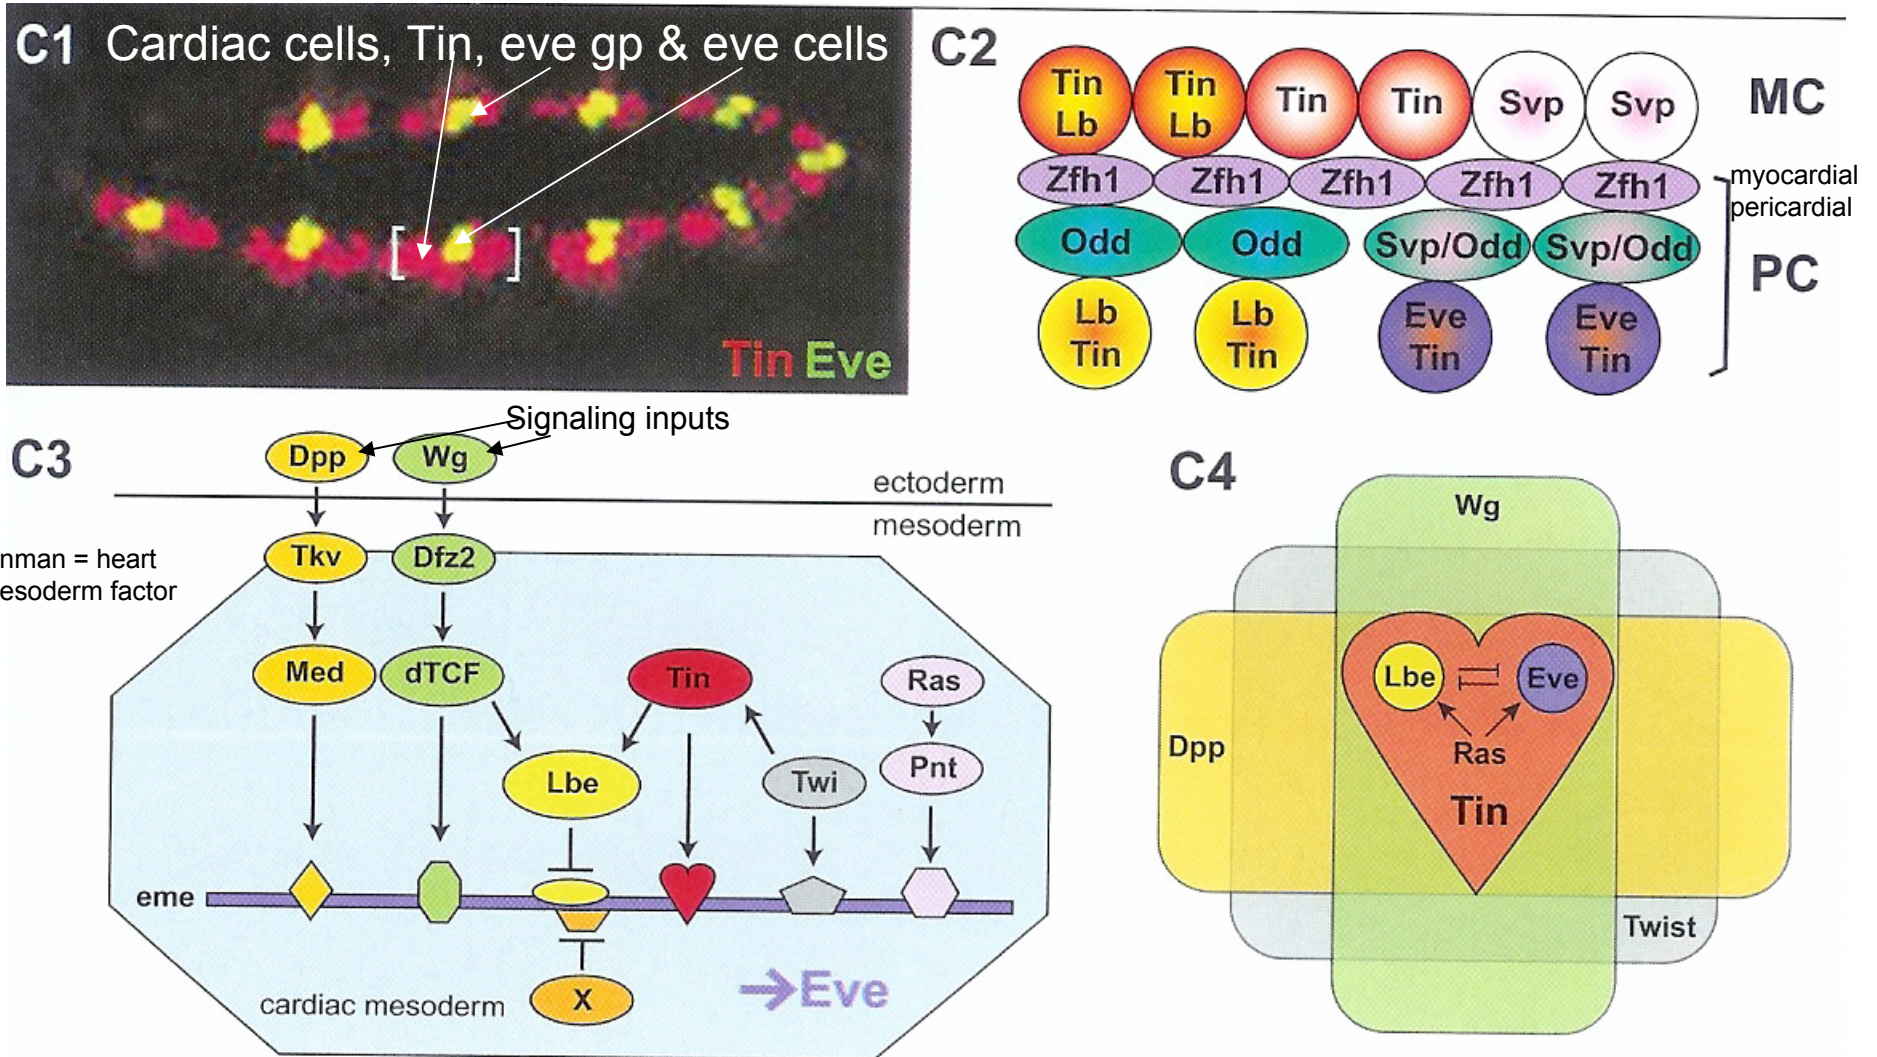 C1 Cardiac cells, Tin, eve gp & eve cells
Tin Eve
C2
Tin Lb
Tin Lb
Tin
Tin
Svp
Svp
MC
Zfh1
Zfh1
Zfh1
Zfh1
Zfh1
myocardial
pericardial
Odd
Odd
Svp/Odd
Svp/Odd
PC
Lb Tin
Lb Tin
Eve Tin
Eve Tin
C3
Signaling inputs
Dpp
Wg
ectoderm
mesoderm
nman = heart
esoderm factor
Tkv
Dfz2
Med
dTCF
Tin
Ras
Lbe
Twi
Pnt
eme
X
cardiac mesoderm
Eve
C4
Wg
Lbe
Eve
Ras
Dpp
Tin
Twist